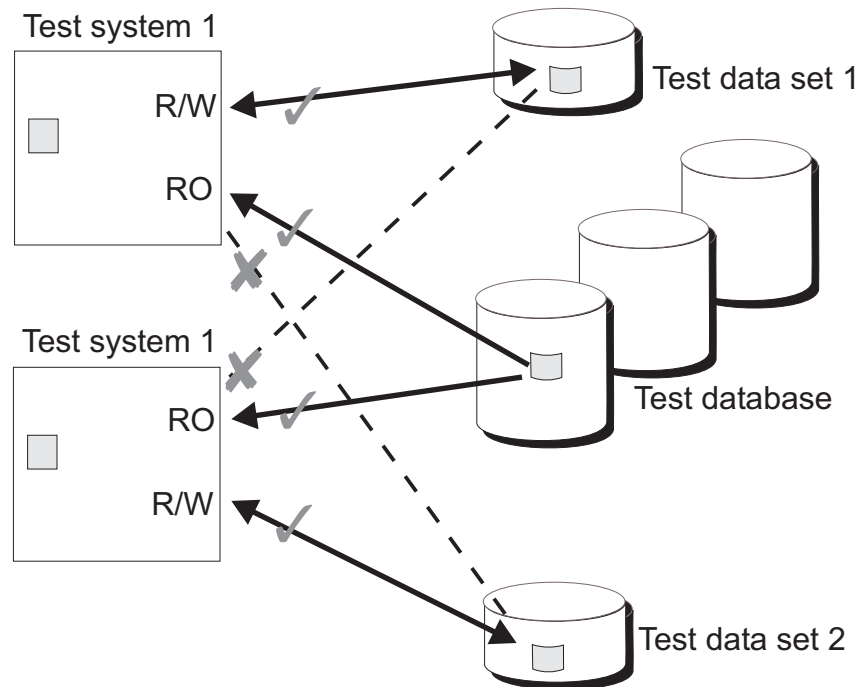 Test system 1
R/W
RO
Test data set 1
Test system 1
RO
R/W
Test database
Test data set 2